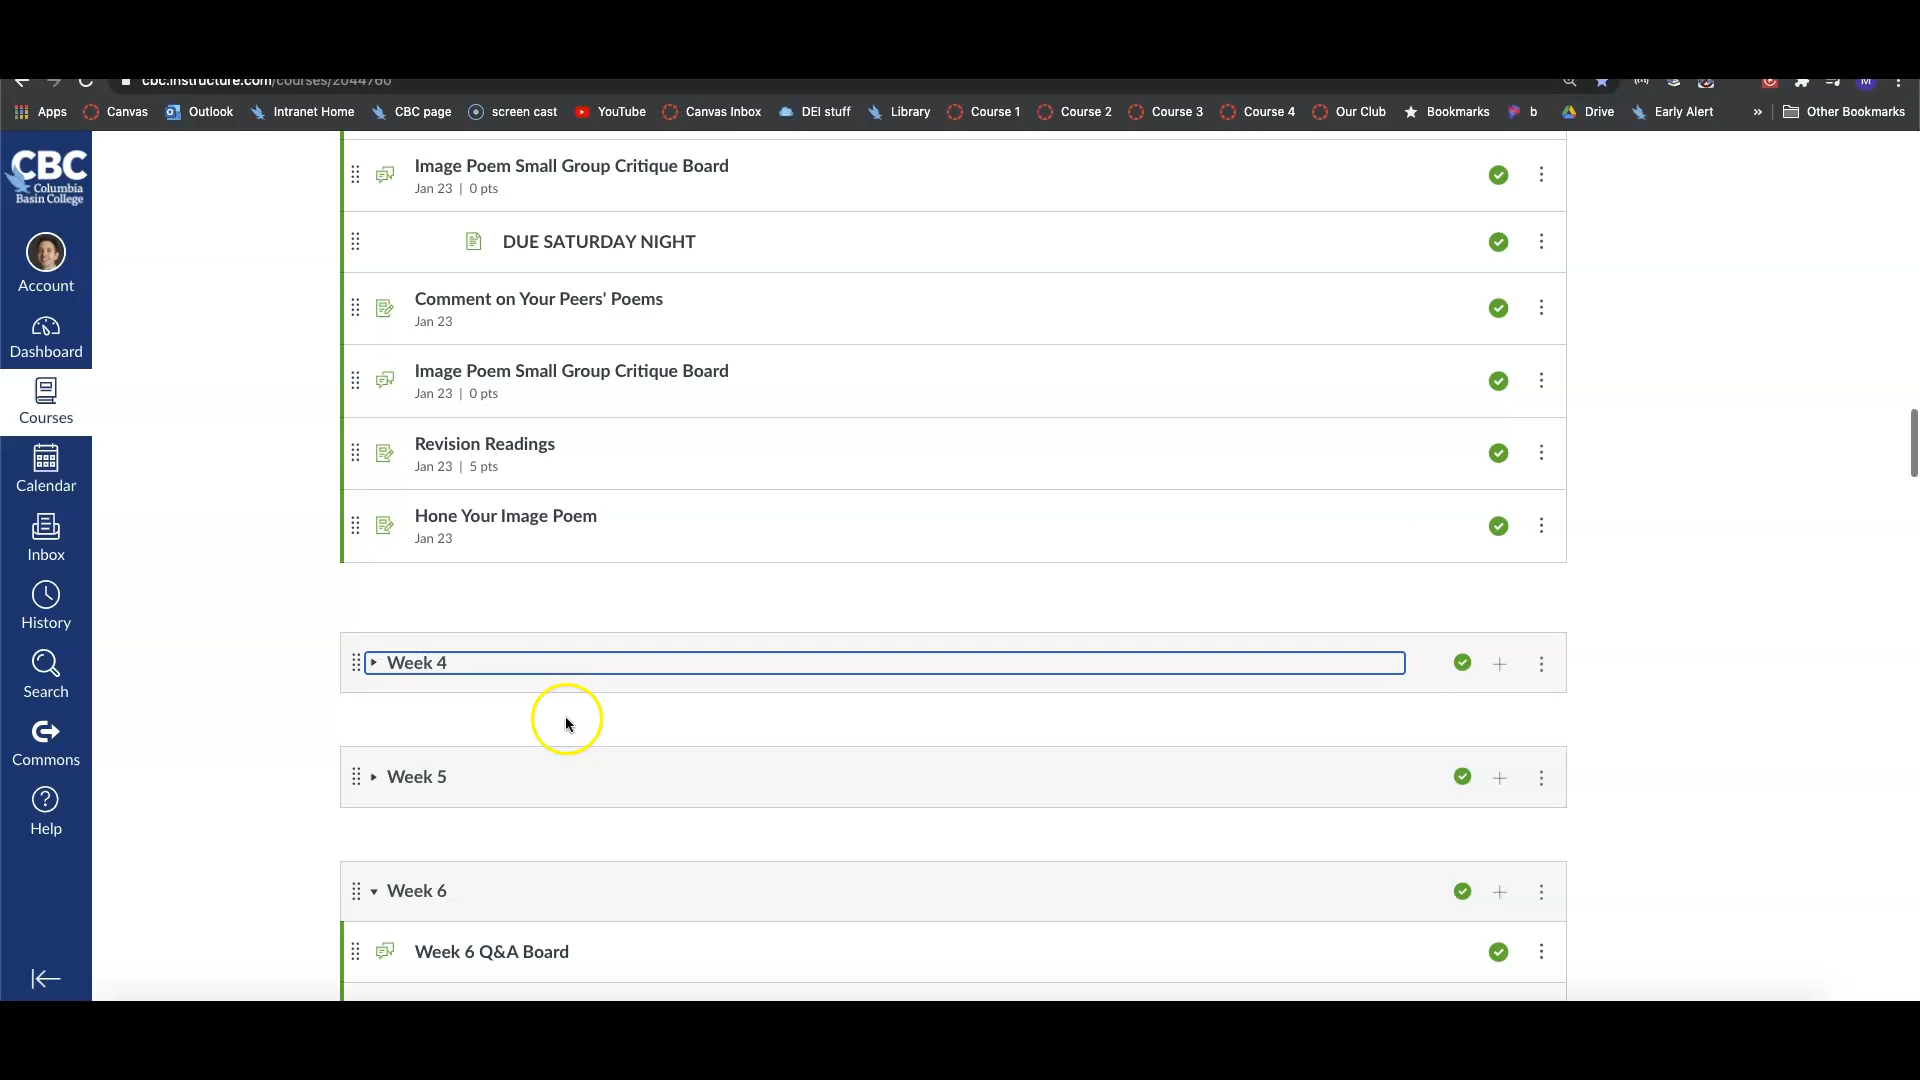 cbc.instructure.com/courses/2044760
Apps
Canvas
Outlook
Intranet Home
CBC page
screen cast
YouTube
Canvas Inbox
DEI stuff
Library
Course 1
Course 2
Course 3
Course 4
Our Club
Bookmarks
b
Drive
Early Alert
»
Other Bookmarks
CBC
Columbia
Basin College
Account
Dashboard
Courses
Calendar
Inbox
History
Search
Commons
Help
Image Poem Small Group Critique Board
Jan 23 | 0 pts
DUE SATURDAY NIGHT
Comment on Your Peers' Poems
Jan 23
Image Poem Small Group Critique Board
Jan 23 | 0 pts
Revision Readings
Jan 23 | 5 pts
Hone Your Image Poem
Jan 23
Week 4
Week 5
Week 6
Week 6 Q&A Board